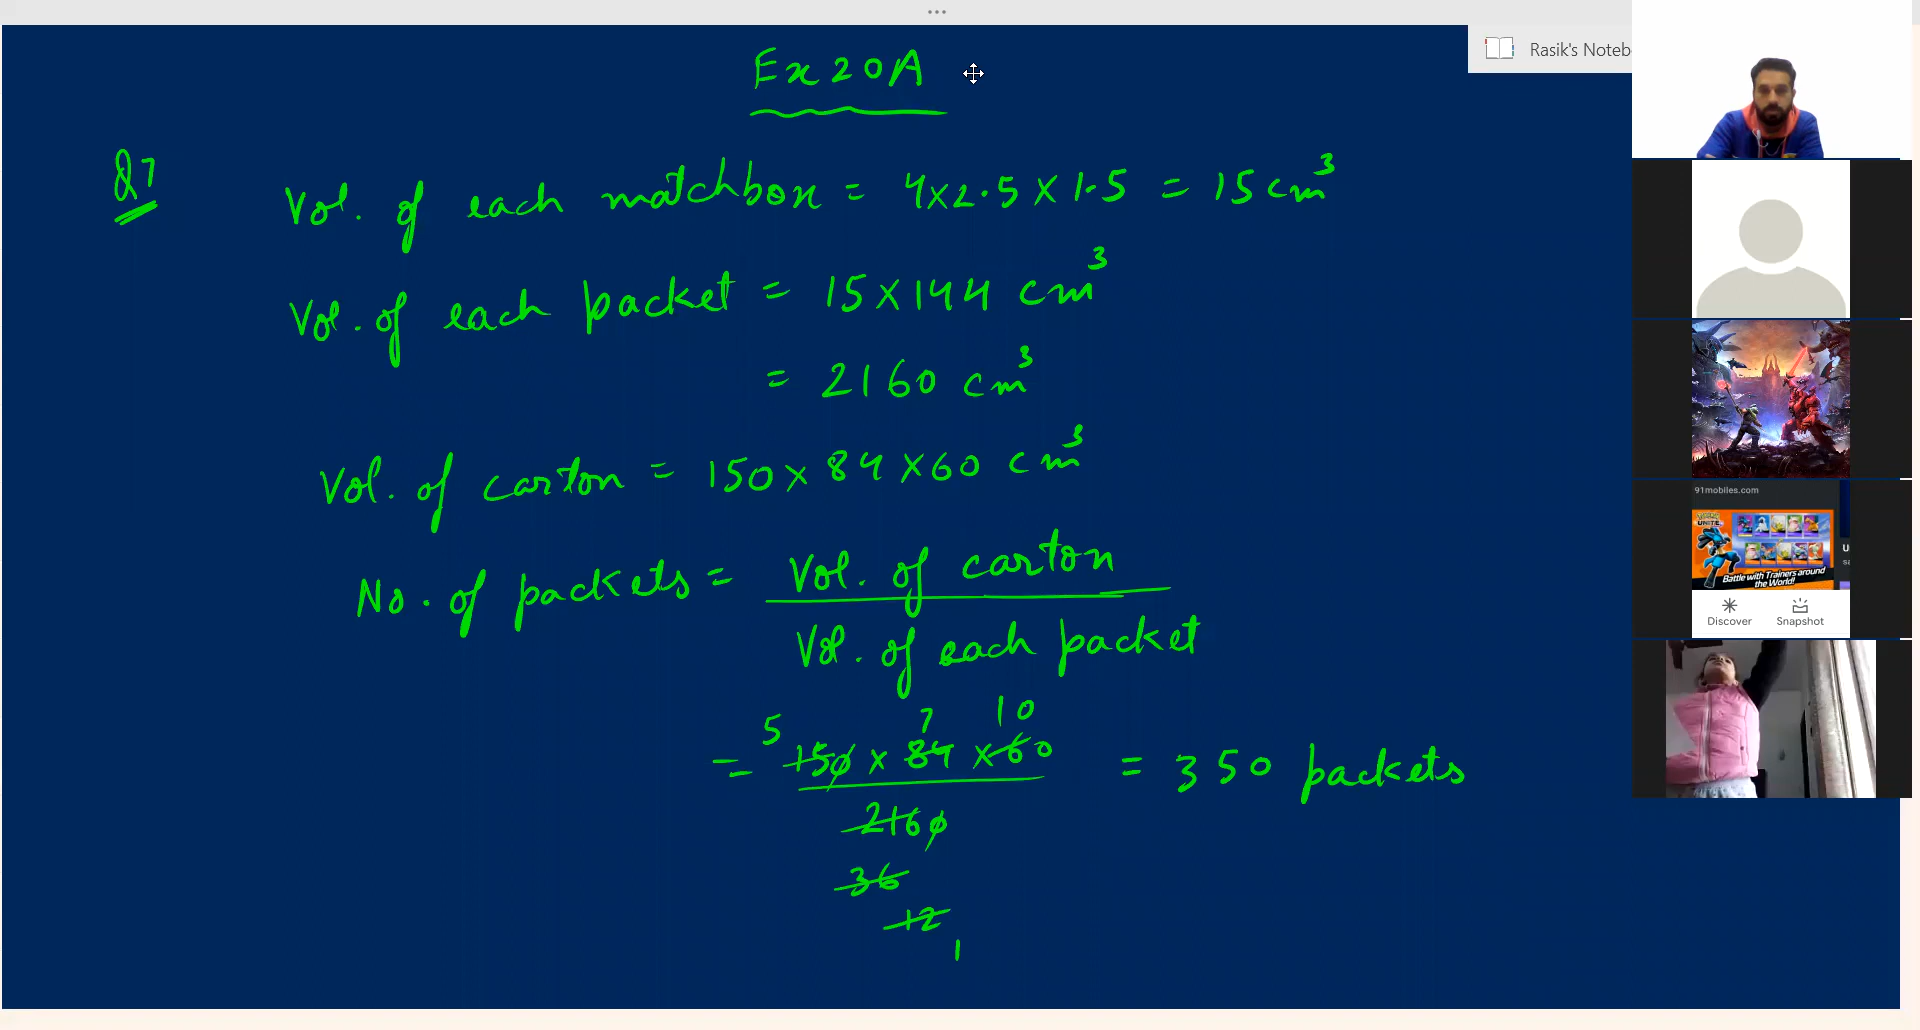 Ex 20A
Rasik's Noteb
Q7
Vol. of each matchbox = 4x2.5 x 1.5 = 15 cm³
Vol. of each packet = 15 x 144 cm³
= 2160 cm³
Vol. of carton = 150 x 84 x 60 cm³
No. of packets = Vol. of carton
Vol. of each packet
5 7 10
= 150 x 84 x 60 = 350 packets
2160
36
12
1
91mobiles.com
UNITE
Battle with Trainers around
the World!
Discover Snapshot